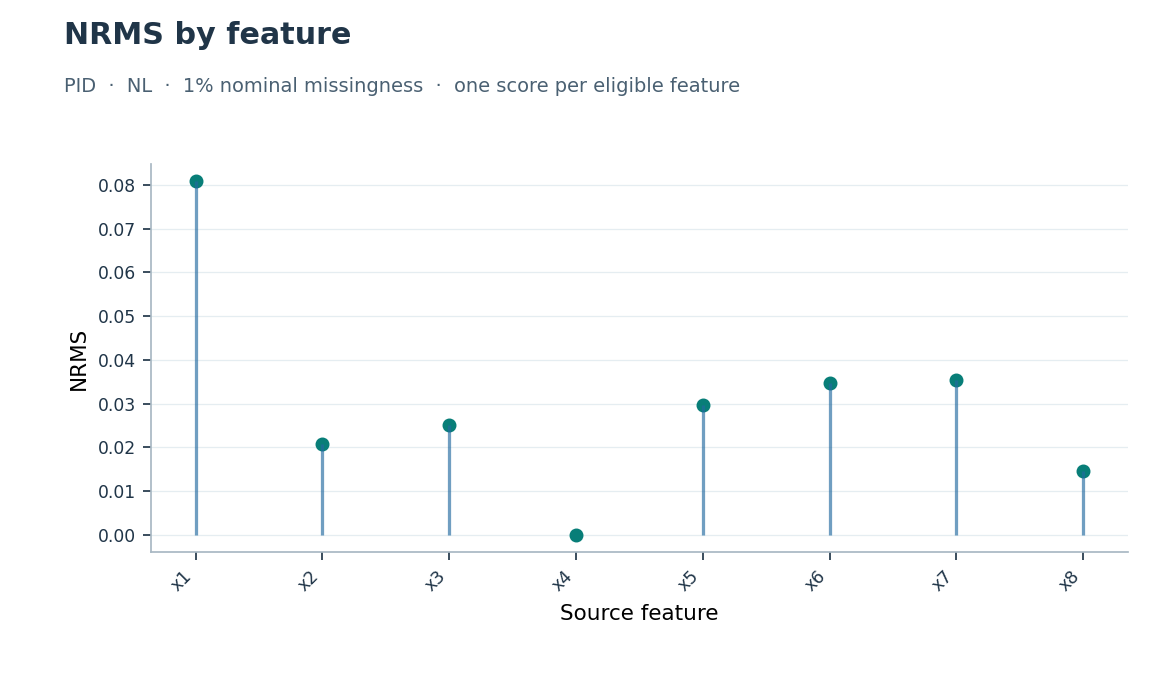 NRMS by feature
PID · NL · 1% nominal missingness · one score per eligible feature
0.08
0.07
0.06
0.05
0.04
0.03
0.02
0.01
0.00
NRMS
x1 x2 x3 x4 x5 x6 x7 x8
Source feature